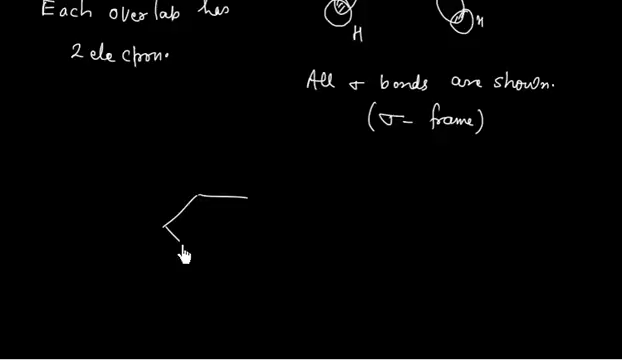 Each overlap has
2 electron.
H
H
All σ bonds are shown.
(σ- frame)